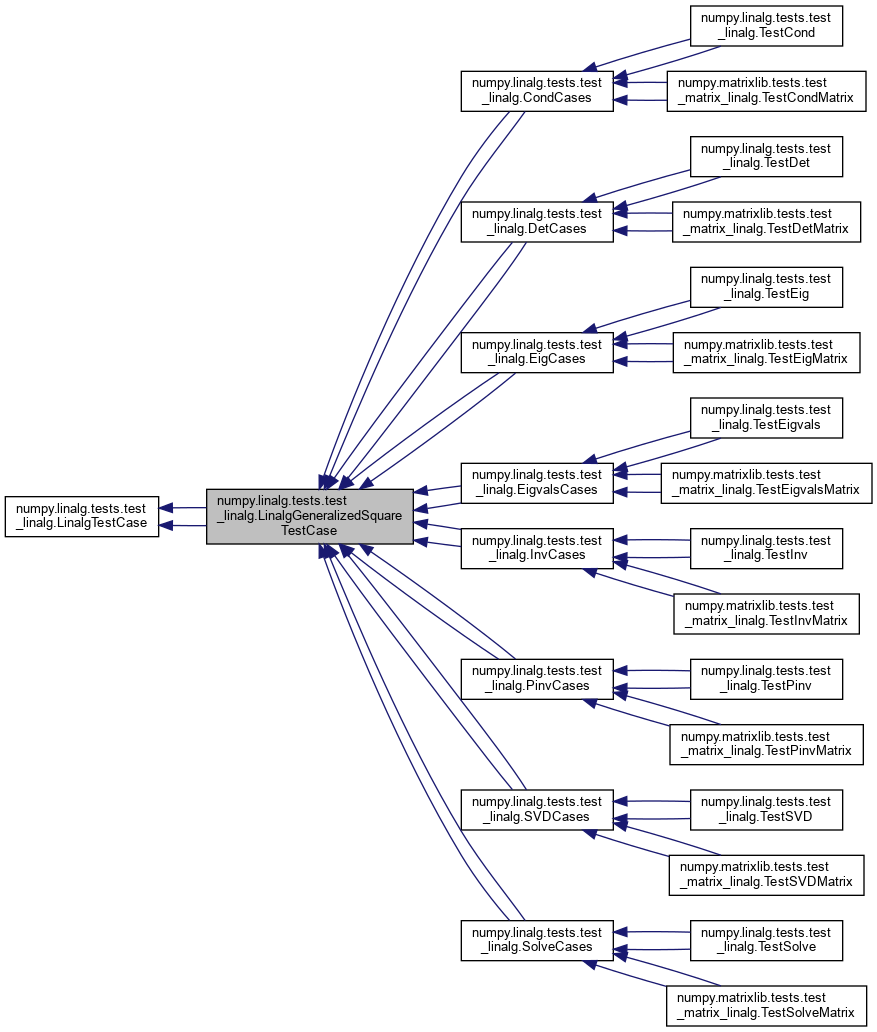 numpy.linalg.tests.test
_linalg.LinalgTestCase
numpy.linalg.tests.test
_linalg.LinalgGeneralizedSquare
TestCase
numpy.linalg.tests.test
_linalg.CondCases
numpy.linalg.tests.test
_linalg.TestCond
numpy.matrixlib.tests.test
_matrix_linalg.TestCondMatrix
numpy.linalg.tests.test
_linalg.DetCases
numpy.linalg.tests.test
_linalg.TestDet
numpy.matrixlib.tests.test
_matrix_linalg.TestDetMatrix
numpy.linalg.tests.test
_linalg.EigCases
numpy.linalg.tests.test
_linalg.TestEig
numpy.matrixlib.tests.test
_matrix_linalg.TestEigMatrix
numpy.linalg.tests.test
_linalg.EigvalsCases
numpy.linalg.tests.test
_linalg.TestEigvals
numpy.matrixlib.tests.test
_matrix_linalg.TestEigvalsMatrix
numpy.linalg.tests.test
_linalg.InvCases
numpy.linalg.tests.test
_linalg.TestInv
numpy.matrixlib.tests.test
_matrix_linalg.TestInvMatrix
numpy.linalg.tests.test
_linalg.PinvCases
numpy.linalg.tests.test
_linalg.TestPinv
numpy.matrixlib.tests.test
_matrix_linalg.TestPinvMatrix
numpy.linalg.tests.test
_linalg.SVDCases
numpy.linalg.tests.test
_linalg.TestSVD
numpy.matrixlib.tests.test
_matrix_linalg.TestSVDMatrix
numpy.linalg.tests.test
_linalg.SolveCases
numpy.linalg.tests.test
_linalg.TestSolve
numpy.matrixlib.tests.test
_matrix_linalg.TestSolveMatrix